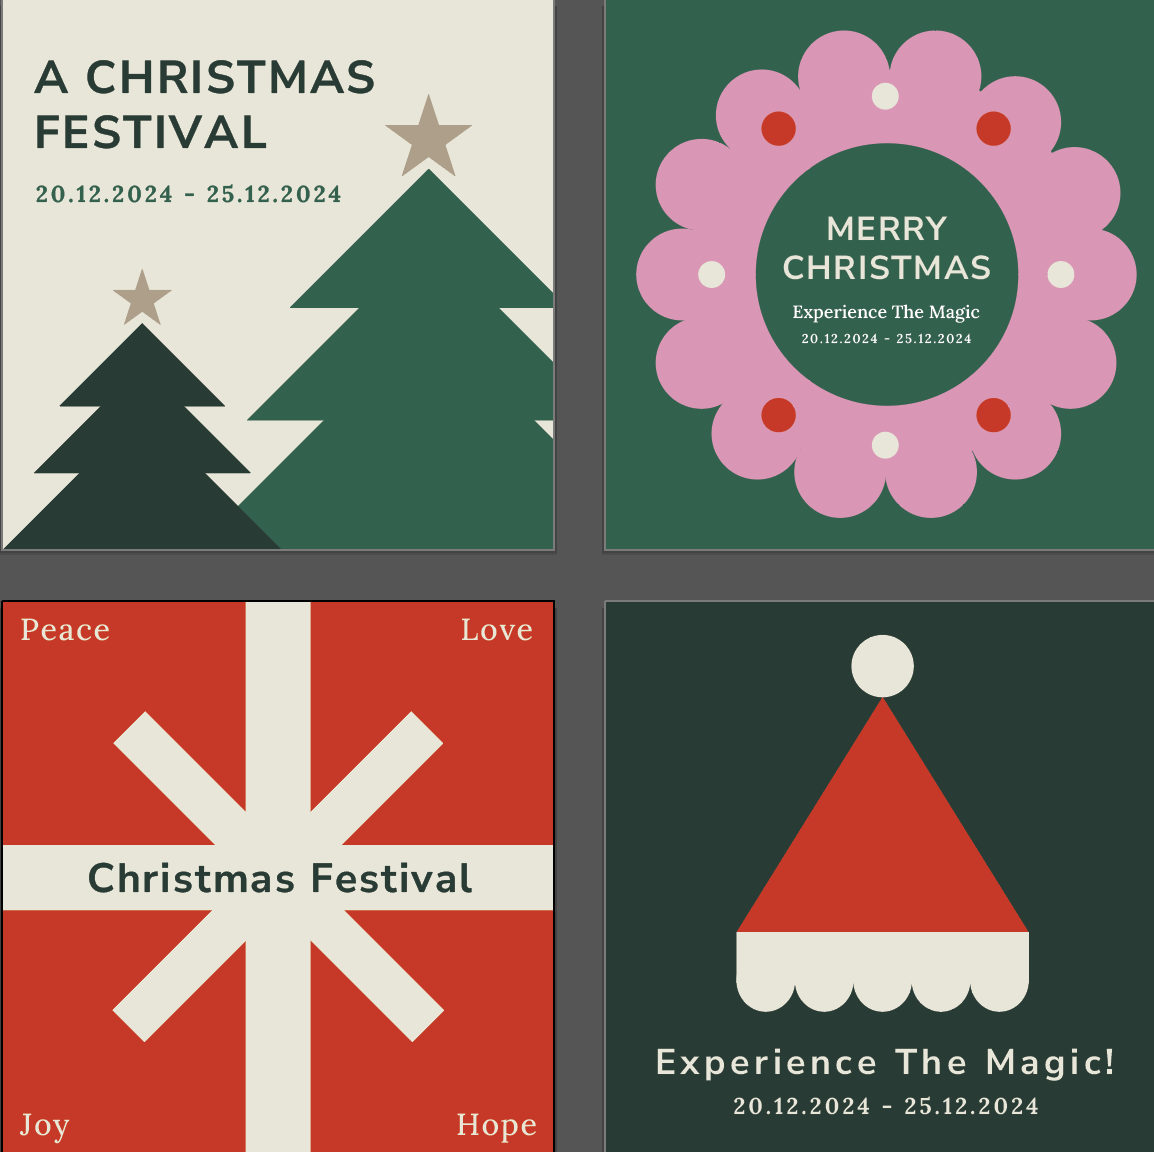 A CHRISTMAS
FESTIVAL
20.12.2024 - 25.12.2024
MERRY
CHRISTMAS
Experience The Magic
20.12.2024 - 25.12.2024
Peace
Love
Christmas Festival
Joy
Hope
Experience The Magic!
20.12.2024 - 25.12.2024